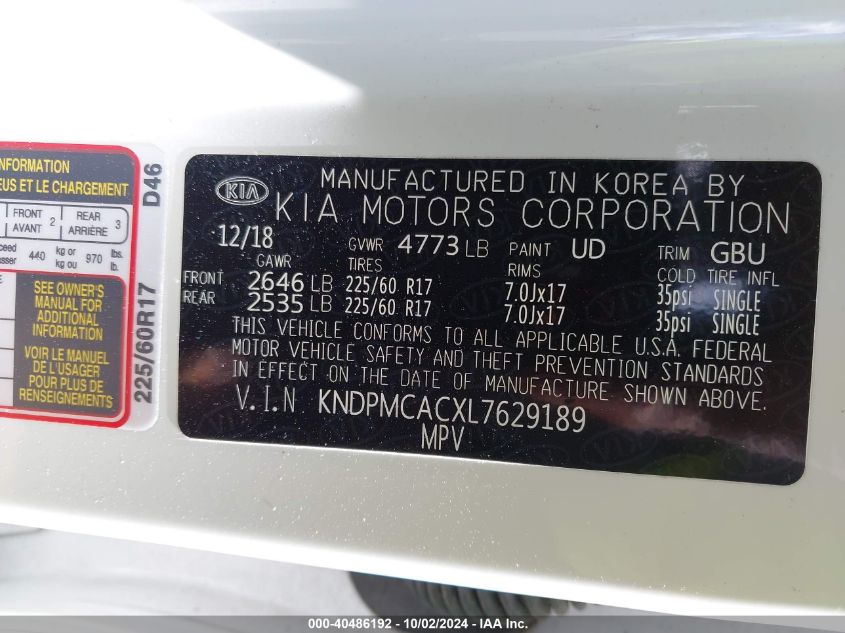 NFORMATION
EUS ET LE CHARGEMENT
FRONT 2 REAR 3
AVANT ARRIÈRE
ceed 440 kg or 970 lbs.
sser kg ou lb.
SEE OWNER'S
MANUAL FOR
ADDITIONAL
INFORMATION
VOIR LE MANUEL
DE L'USAGER
POUR PLUS DE
RENSEIGNEMENTS
D46
225/60R17
KIA
MANUFACTURED IN KOREA BY
KIA MOTORS CORPORATION
12/18 GVWR 4773 LB PAINT UD TRIM GBU
GAWR TIRES RIMS COLD TIRE INFL
FRONT 2646 LB 225/60 R17 7.0Jx17 35psi SINGLE
REAR 2535 LB 225/60 R17 7.0Jx17 35psi SINGLE
THIS VEHICLE CONFORMS TO ALL APPLICABLE U.S.A. FEDERAL
MOTOR VEHICLE SAFETY AND THEFT PREVENTION STANDARDS
IN EFFECT ON THE DATE OF MANUFACTURE SHOWN ABOVE.
V.I.N KNDPMCACXL7629189
MPV
000-40486192 - 10/02/2024 - IAA Inc.